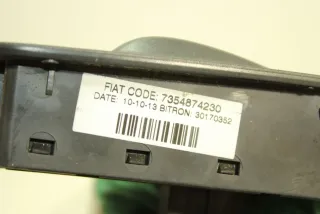 FIAT CODE: 7354874230
DATE: 10-10-13 BITRON: 30170352